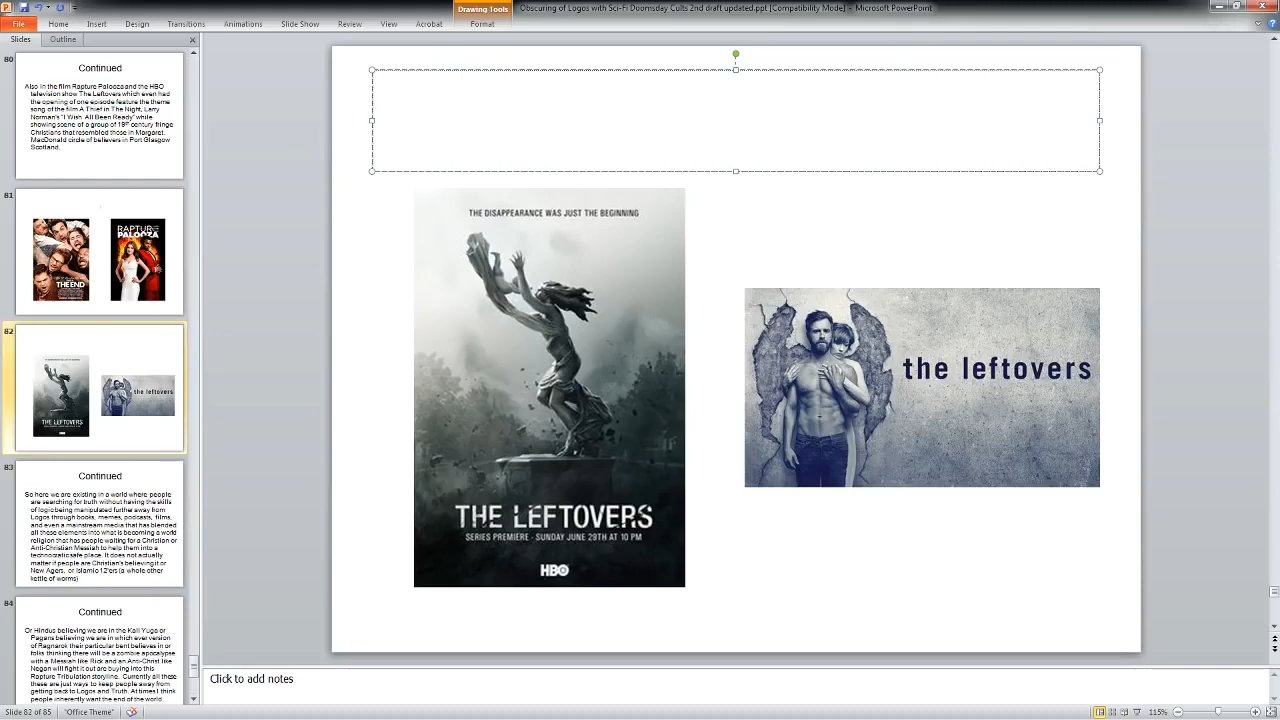 Drawing Tools
Obscuring of Logos with Sci-Fi Doomsday Cults 2nd draft updated.ppt [Compatibility Mode] - Microsoft PowerPoint
File
Home
Insert
Design
Transitions
Animations
Slide Show
Review
View
Acrobat
Format
Slides
Outline
80
Continued
Also in the film Rapture Palooza and the HBO
television show The Leftovers which even had
the opening of one episode feature the theme
song of the film A Thief in The Night, Larry
Norman's "I Wish All Been Ready" while
showing scene of a group of 19th century fringe
Christians that resembled those in Margaret
MacDonald circle of believers in Port Glasgow
Scotland.
81
THE END
RAPTURE
PALOOZA
82
THE LEFTOVERS
HBO
the leftovers
83
Continued
So here we are existing in a world where people
are searching for truth without having the skills
of logic being manipulated further away from
Logos through books, memes, podcasts, films,
and even a mainstream media that has blended
all these elements into what is becoming a world
religion that has people waiting for a Christian or
Anti-Christian Messiah to help them into a
technocratic safe place. It does not actually
matter if people are Christian's believing it or
New Agers, or Islamic 12'ers (a whole other
kettle of worms)
84
Continued
Or Hindus believing we are in the Kali Yuga or
Pagans believing we are in which ever version
of Ragnarok their particular bent believes in or
folks thinking there will be a zombie apocalypse
with a Messiah like Rick and an Anti-Christ like
Negan will fight it out are buying into this
Rapture Tribulation storyline. Currently all these
these are just ways to keep people away from
getting back to Logos and Truth. At times I think
people inherently want the end of the world
THE DISAPPEARANCE WAS JUST THE BEGINNING
THE LEFTOVERS
SERIES PREMIERE - SUNDAY JUNE 29TH AT 10 PM
HBO
the leftovers
Click to add notes
Slide 82 of 85
"Office Theme"
115%